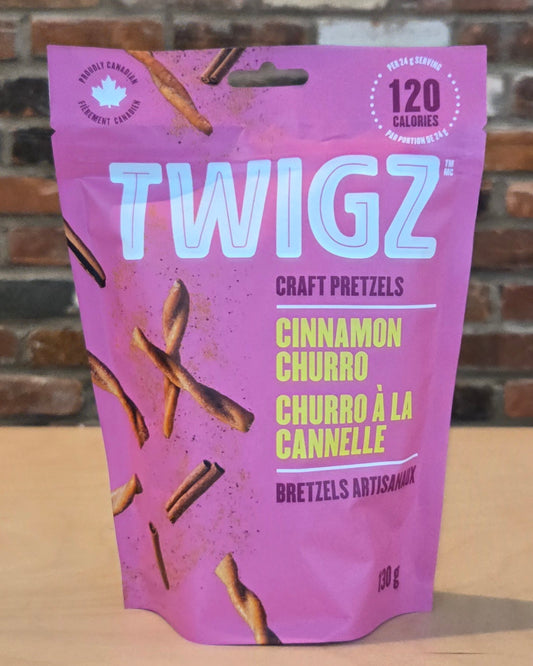 PROUDLY CANADIAN
FIÈREMENT CANADIEN
PER 24 g SERVING
120
CALORIES
PAR PORTION DE 24 g
TWIGZ
TM
MC
CRAFT PRETZELS
CINNAMON
CHURRO
CHURRO À LA
CANNELLE
BRETZELS ARTISANAUX
130 g